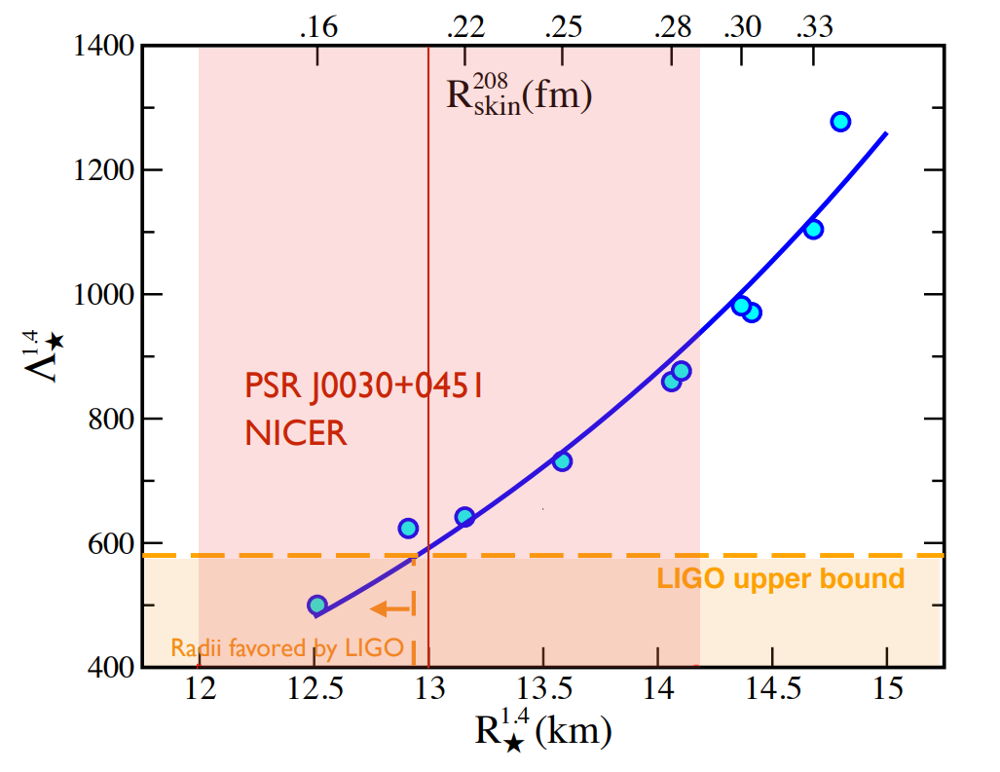 .16 .22 .25 .28 .30 .33
R208skin(fm)
1400
1200
1000
800
600
400
Λ1.4★
PSR J0030+0451
NICER
LIGO upper bound
Radii favored by LIGO
12 12.5 13 13.5 14 14.5 15
R1.4★(km)